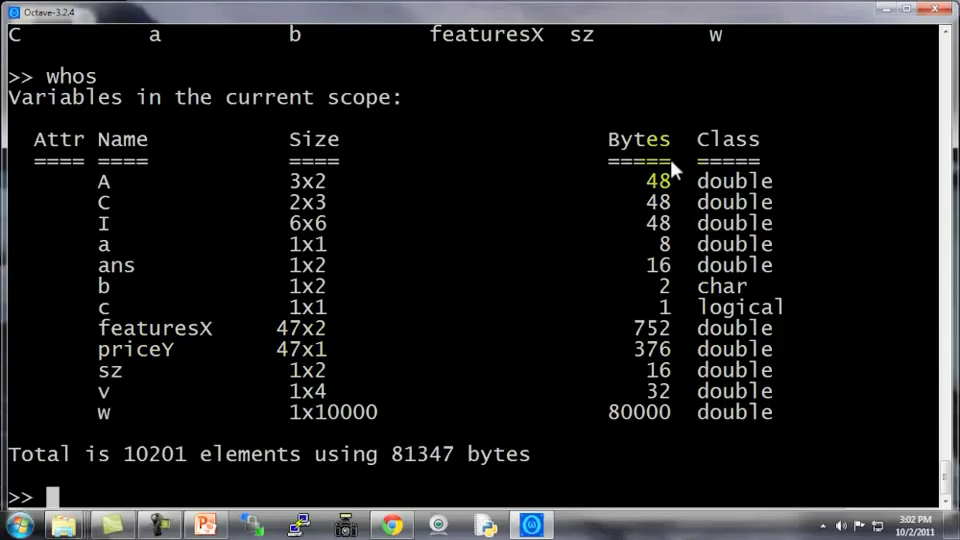 Octave-3.2.4
C a b featuresX sz w
>> whos
Variables in the current scope:
Attr Name Size Bytes Class
==== ==== ==== ===== =====
A 3x2 48 double
C 2x3 48 double
I 6x6 48 double
a 1x1 8 double
ans 1x2 16 double
b 1x2 2 char
c 1x1 1 logical
featuresX 47x2 752 double
priceY 47x1 376 double
sz 1x2 16 double
v 1x4 32 double
w 1x10000 80000 double
Total is 10201 elements using 81347 bytes
>>
3:02 PM
10/2/2011